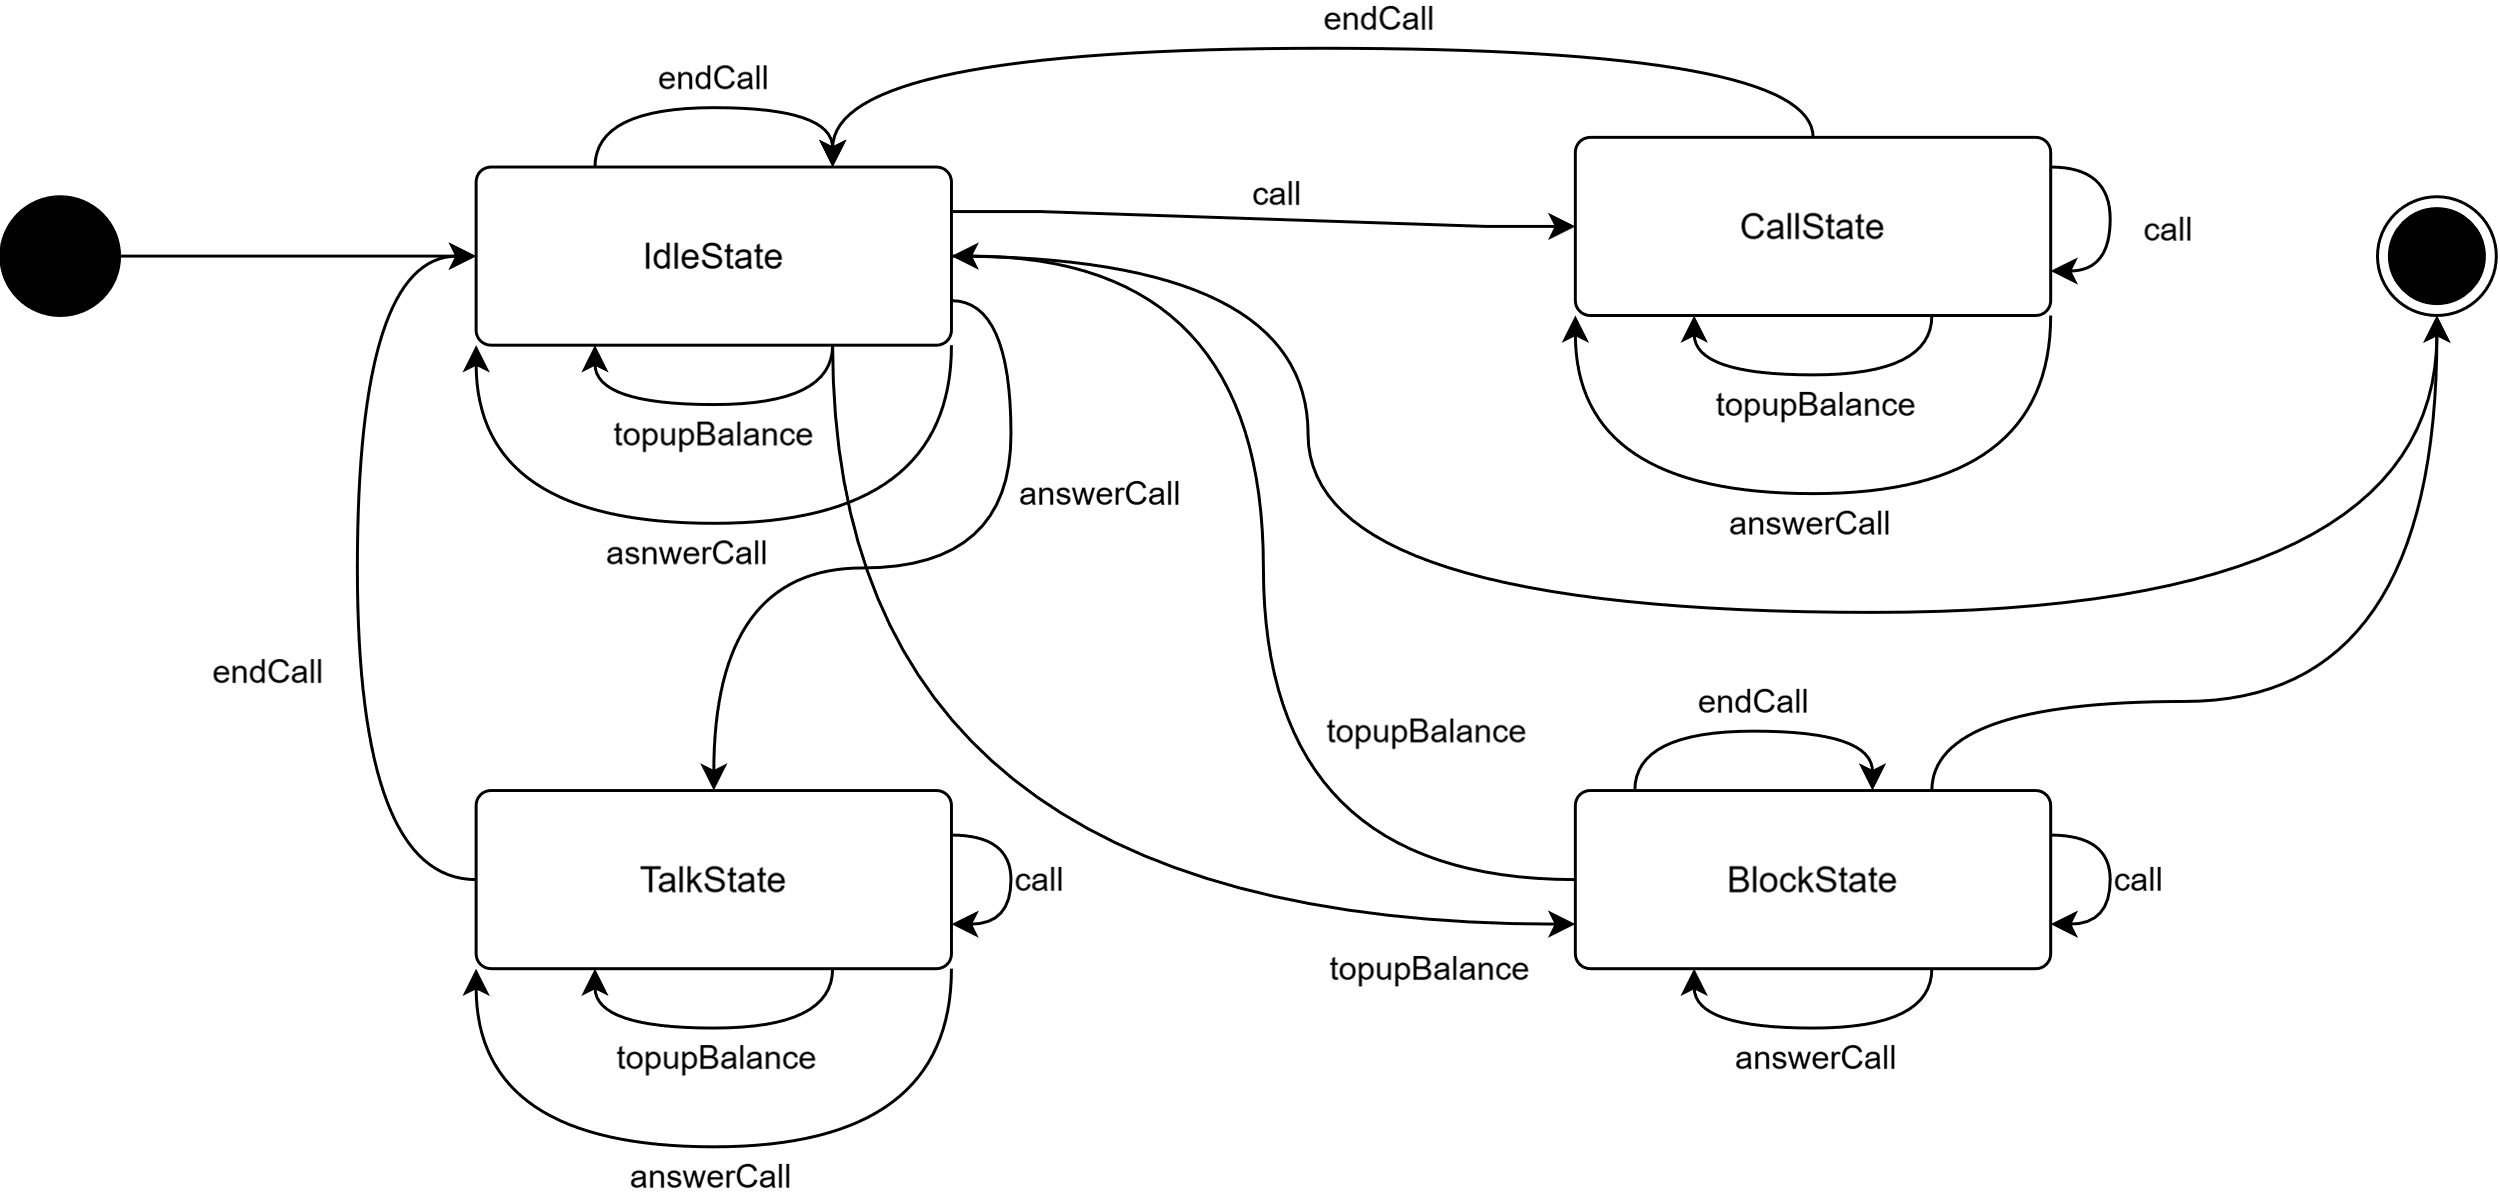 endCall
endCall
call
CallState
call
IdleState
topupBalance
topupBalance
answerCall
answerCall
asnwerCall
endCall
endCall
topupBalance
TalkState
call
BlockState
call
topupBalance
topupBalance
answerCall
answerCall